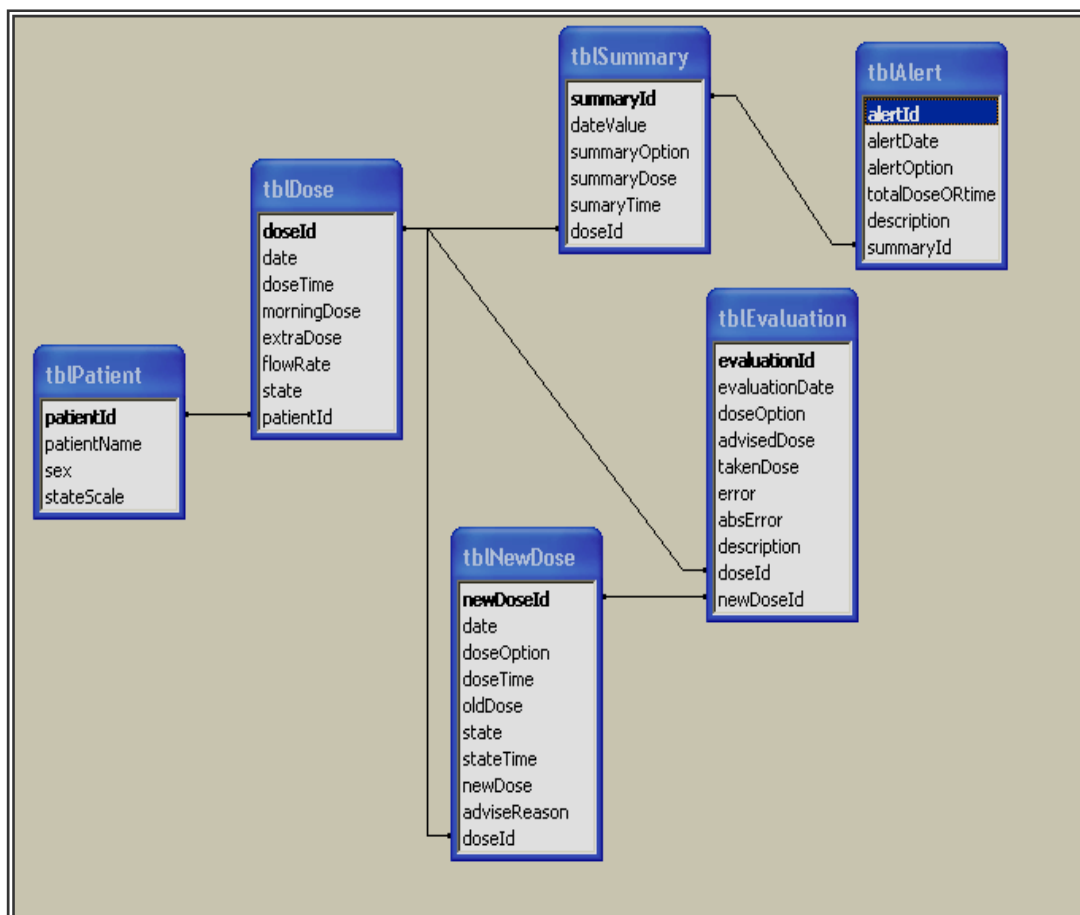 tblPatient
patientId
patientName
sex
stateScale
tblDose
doseId
date
doseTime
morningDose
extraDose
flowRate
state
patientId
tblSummary
summaryId
dateValue
summaryOption
summaryDose
sumaryTime
doseId
tblAlert
alertId
alertDate
alertOption
totalDoseORtime
description
summaryId
tblEvaluation
evaluationId
evaluationDate
doseOption
advisedDose
takenDose
error
absError
description
doseId
newDoseId
tblNewDose
newDoseId
date
doseOption
doseTime
oldDose
state
stateTime
newDose
adviseReason
doseId